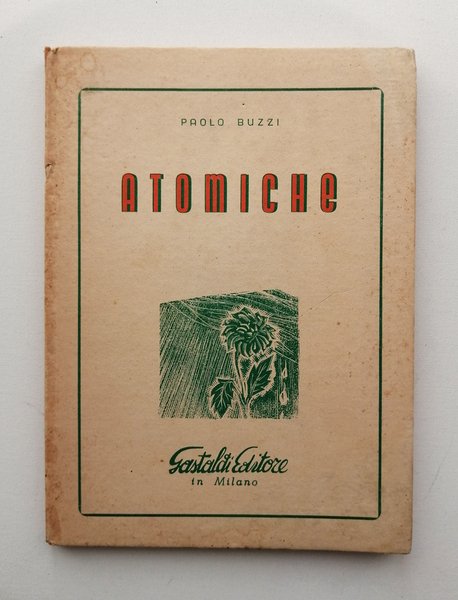 PAOLO BUZZI
ATOMICHE
Gastaldi Editore
in Milano